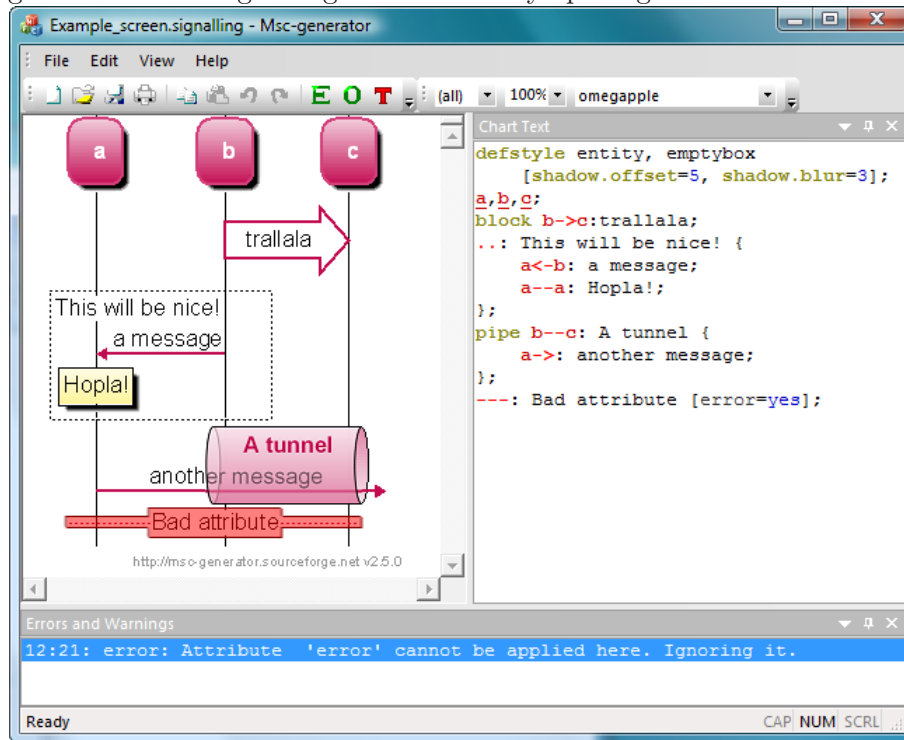 Example_screen.signalling - Msc-generator
File Edit View Help
E O T (all) 100% omegapple
a b c
trallala
This will be nice!
a message
Hopla!
A tunnel
another message
Bad attribute
http://msc-generator.sourceforge.net v2.5.0
Chart Text
defstyle entity, emptybox
[shadow.offset=5, shadow.blur=3];
a,b,c;
block b->c:trallala;
..: This will be nice! {
a<-b: a message;
a--a: Hopla!;
};
pipe b--c: A tunnel {
a->: another message;
};
---: Bad attribute [error=yes];
Errors and Warnings
12:21: error: Attribute 'error' cannot be applied here. Ignoring it.
Ready CAP NUM SCRL